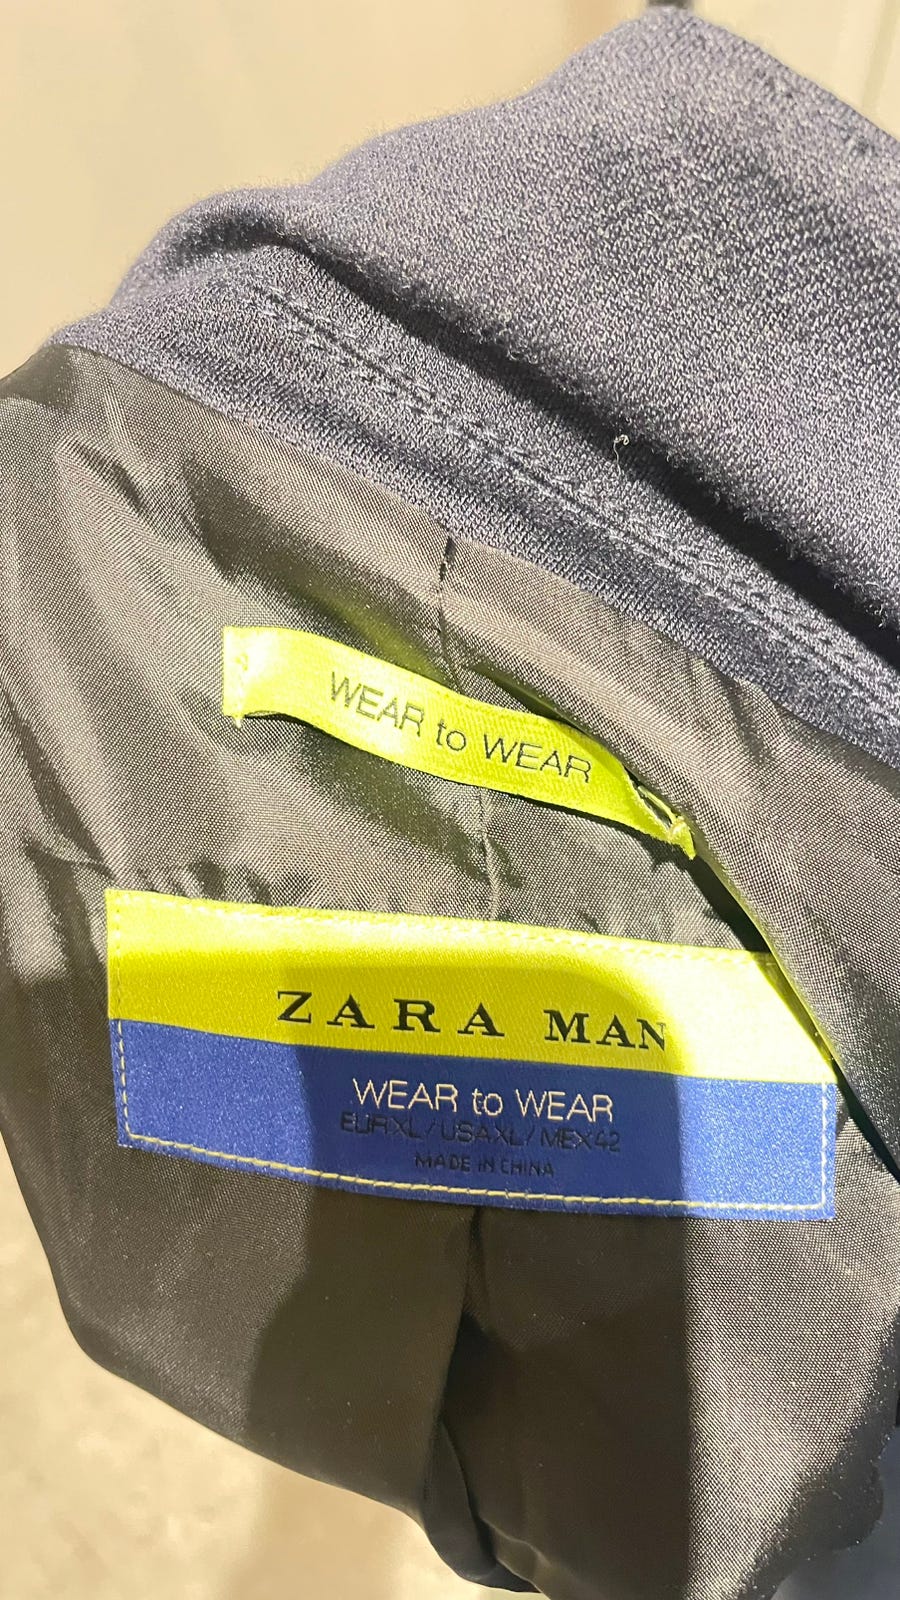 WEAR to WEAR
ZARA MAN
WEAR to WEAR
EUR XL / USA XL / MEX 42
MADE IN CHINA